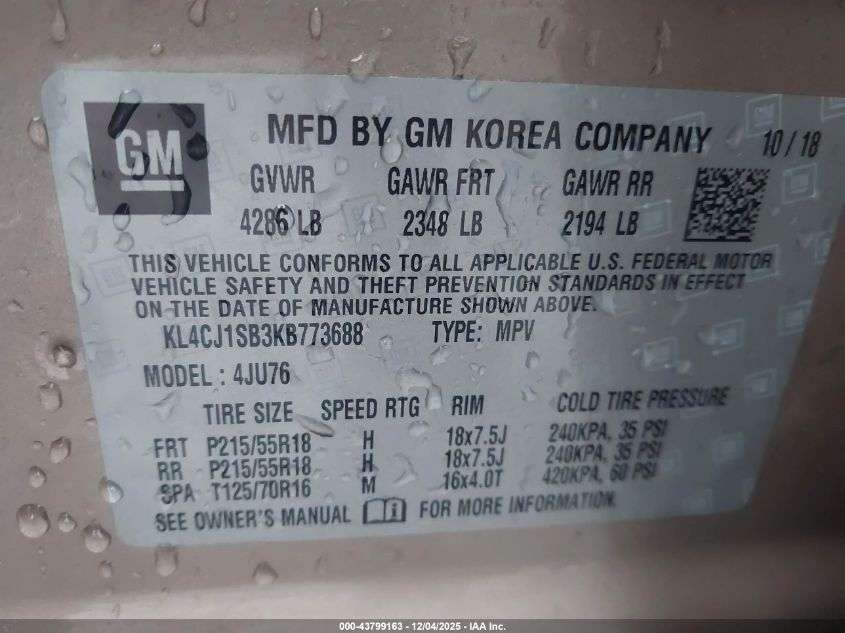 GM
MFD BY GM KOREA COMPANY 10/18
GVWR GAWR FRT GAWR RR
4286 LB 2348 LB 2194 LB
THIS VEHICLE CONFORMS TO ALL APPLICABLE U.S. FEDERAL MOTOR
VEHICLE SAFETY AND THEFT PREVENTION STANDARDS IN EFFECT
ON THE DATE OF MANUFACTURE SHOWN ABOVE.
KL4CJ1SB3KB773688 TYPE: MPV
MODEL : 4JU76
TIRE SIZE SPEED RTG RIM COLD TIRE PRESSURE
FRT P215/55R18 H 18x7.5J 240KPA, 35 PSI
RR P215/55R18 H 18x7.5J 240KPA, 35 PSI
SPA T125/70R16 M 16x4.0T 420KPA, 60 PSI
SEE OWNER'S MANUAL i FOR MORE INFORMATION.
000-43799163 - 12/04/2025 - IAA Inc.